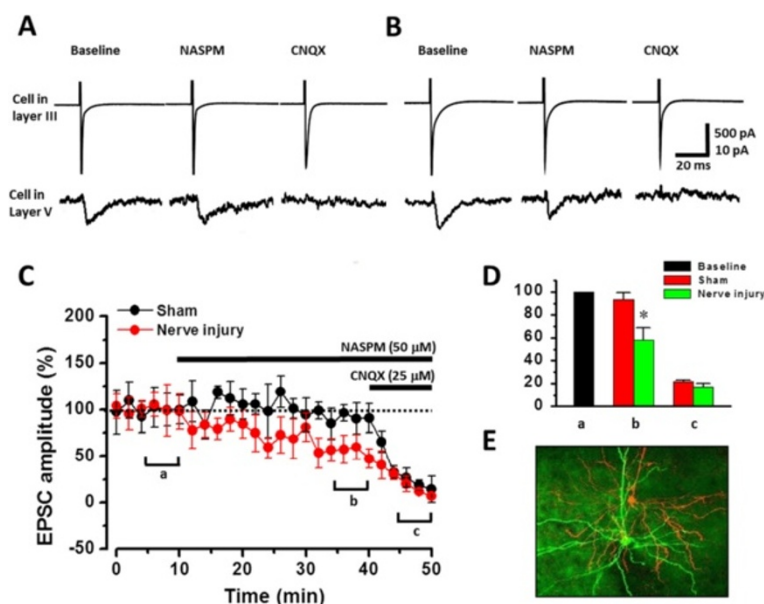 A
B
Baseline NASPM CNQX
Baseline NASPM CNQX
Cell in
layer III
500 pA
10 pA
20 ms
Cell in
Layer V
C
Sham
Nerve injury
NASPM (50 µM)
CNQX (25 µM)
200
150
100
50
0
-50
EPSC amplitude (%)
a
b
c
0 10 20 30 40 50
Time (min)
D
Baseline
Sham
Nerve injury
100
80
60
40
20
0
*
a b c
E